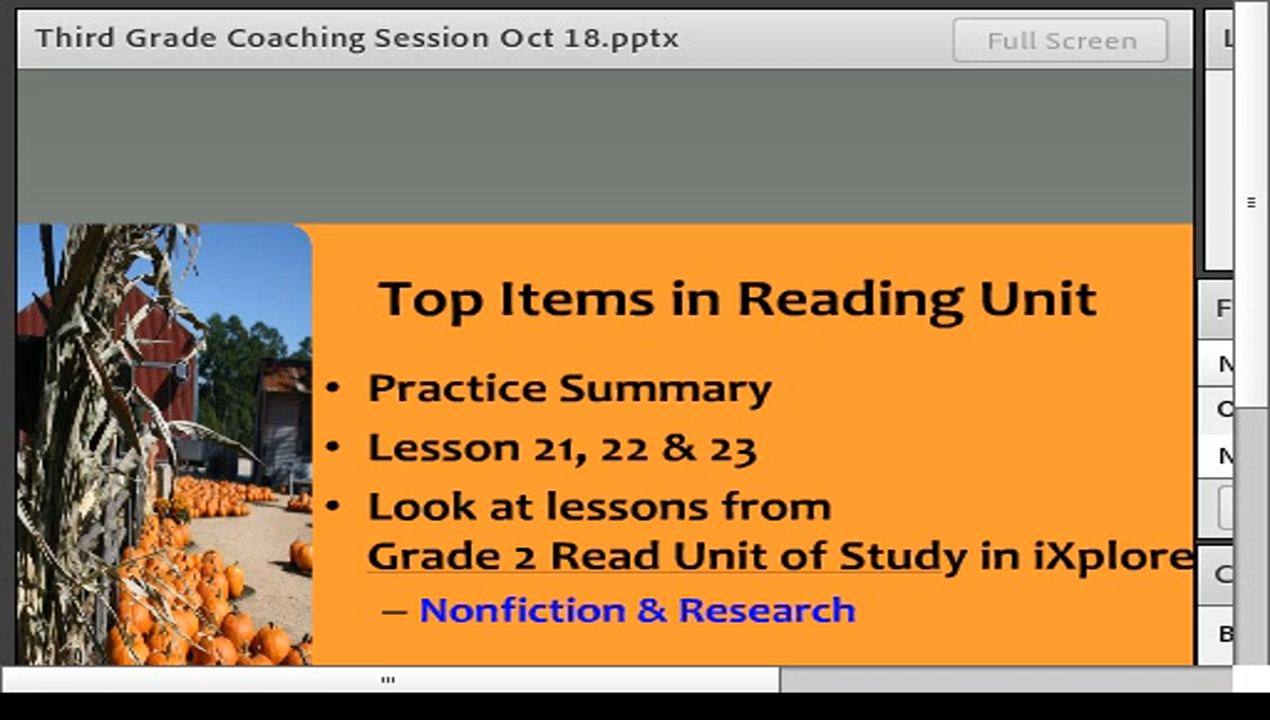 Third Grade Coaching Session Oct 18.pptx
Full Screen
Top Items in Reading Unit
• Practice Summary
• Lesson 21, 22 & 23
• Look at lessons from
Grade 2 Read Unit of Study in iXplore
– Nonfiction & Research